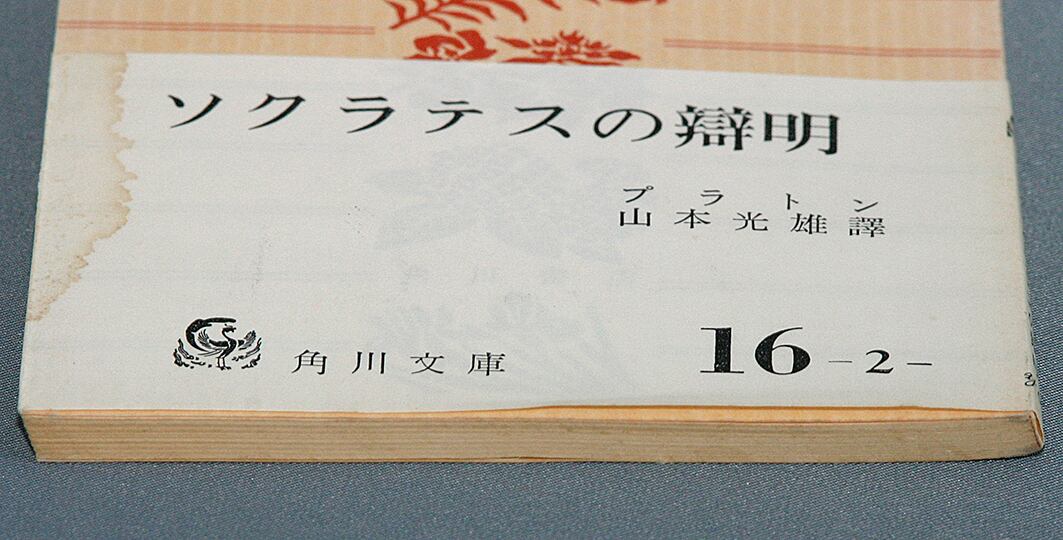 ソクラテスの辯明
プラトン
山本光雄譯
角川文庫
16-2-